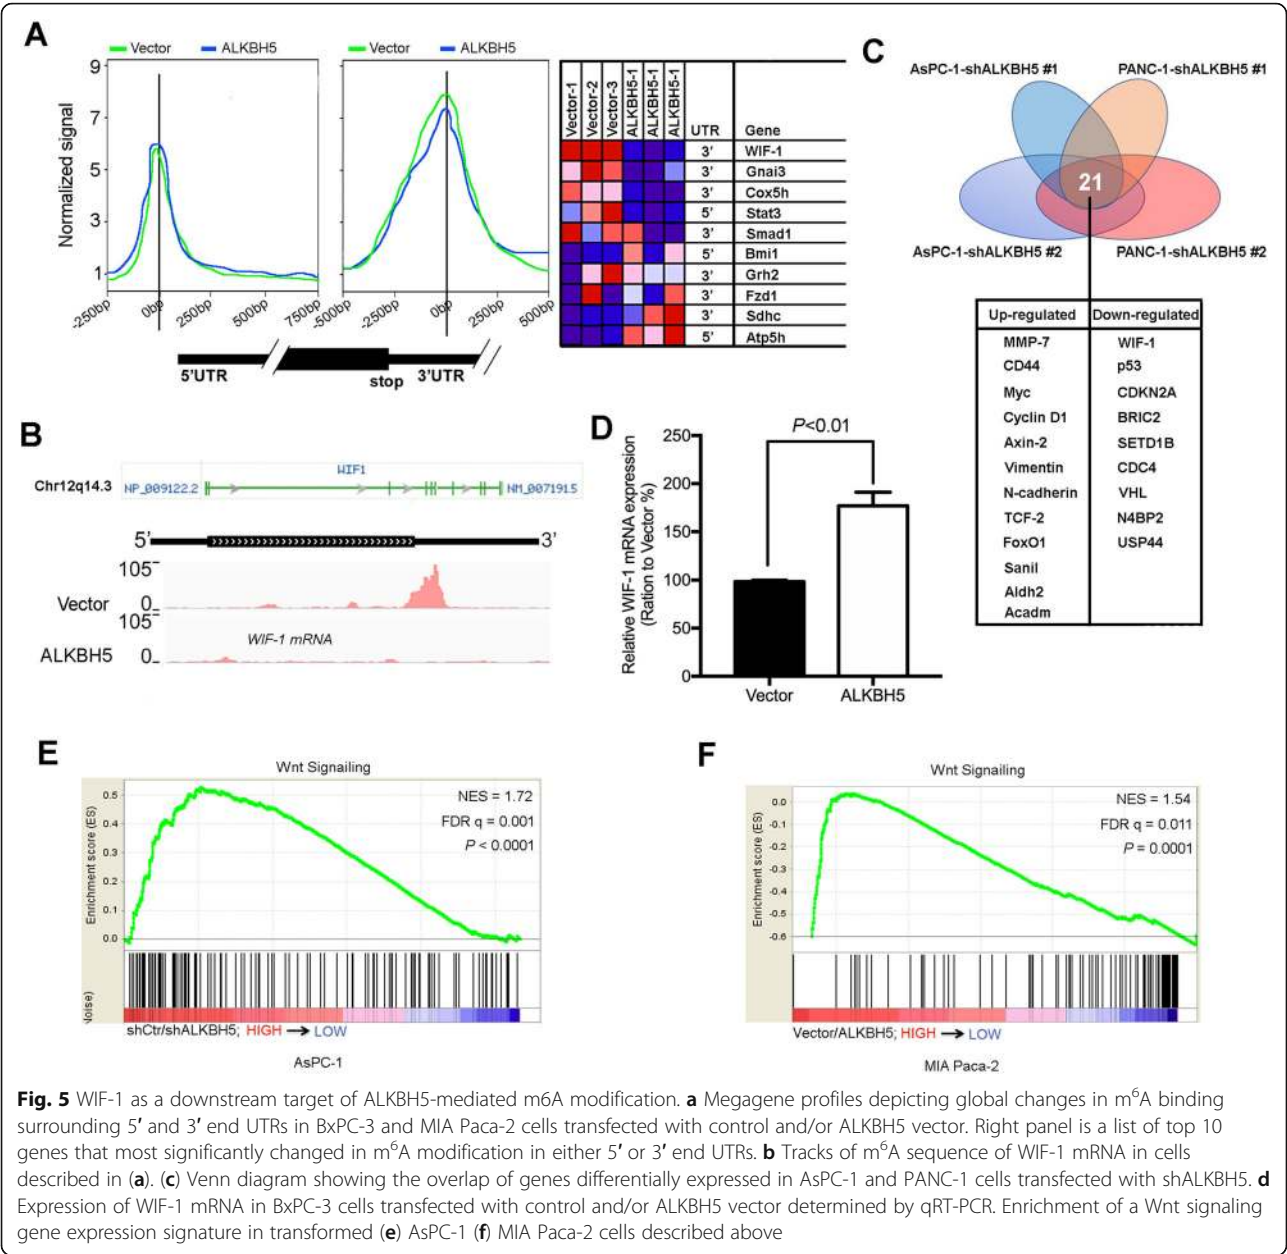 A
Vector ALKBH5
Vector ALKBH5
Normalized signal
9
7
5
3
1
-250bp 0bp 250bp 500bp 750bp
-5000bp -250bp 0bp 250bp 500bp
5'UTR stop 3'UTR
Vector-1 Vector-2 Vector-3 ALKBH5-1 ALKBH5-1 ALKBH5-1 UTR Gene
3' WIF-1
3' Gnai3
3' Cox5h
5' Stat3
3' Smad1
5' Bmi1
3' Grh2
3' Fzd1
3' Sdhc
5' Atp5h
C
AsPC-1-shALKBH5 #1 PANC-1-shALKBH5 #1
21
AsPC-1-shALKBH5 #2 PANC-1-shALKBH5 #2
Up-regulated Down-regulated
MMP-7 WIF-1
CD44 p53
Myc CDKN2A
Cyclin D1 BRIC2
Axin-2 SETD1B
Vimentin CDC4
N-cadherin VHL
TCF-2 N4BP2
FoxO1 USP44
Sanil
Aldh2
Acadm
B
WIF1
Chr12q14.3 NP_009122.2 NM_007191.5
5' 3'
105
Vector 0
105
WIF-1 mRNA
ALKBH5 0
D
P<0.01
Relative WIF-1 mRNA expression
(Ration to Vector %)
250
200
150
100
50
0
Vector ALKBH5
E
Wnt Signailing
NES = 1.72
FDR q = 0.001
P < 0.0001
Enrichment score (ES)
0.5
0.4
0.3
0.2
0.1
0.0
Noise)
shCtr/shALKBH5; HIGH → LOW
AsPC-1
F
Wnt Signailing
NES = 1.54
FDR q = 0.011
P = 0.0001
Enrichment score (ES)
0.0
-0.1
-0.2
-0.3
-0.4
-0.5
-0.6
Vector/ALKBH5; HIGH → LOW
MIA Paca-2
Fig. 5 WIF-1 as a downstream target of ALKBH5-mediated m6A modification. a Megagene profiles depicting global changes in m⁶A binding
surrounding 5′ and 3′ end UTRs in BxPC-3 and MIA Paca-2 cells transfected with control and/or ALKBH5 vector. Right panel is a list of top 10
genes that most significantly changed in m⁶A modification in either 5′ or 3′ end UTRs. b Tracks of m⁶A sequence of WIF-1 mRNA in cells
described in (a). (c) Venn diagram showing the overlap of genes differentially expressed in AsPC-1 and PANC-1 cells transfected with shALKBH5. d
Expression of WIF-1 mRNA in BxPC-3 cells transfected with control and/or ALKBH5 vector determined by qRT-PCR. Enrichment of a Wnt signaling
gene expression signature in transformed (e) AsPC-1 (f) MIA Paca-2 cells described above